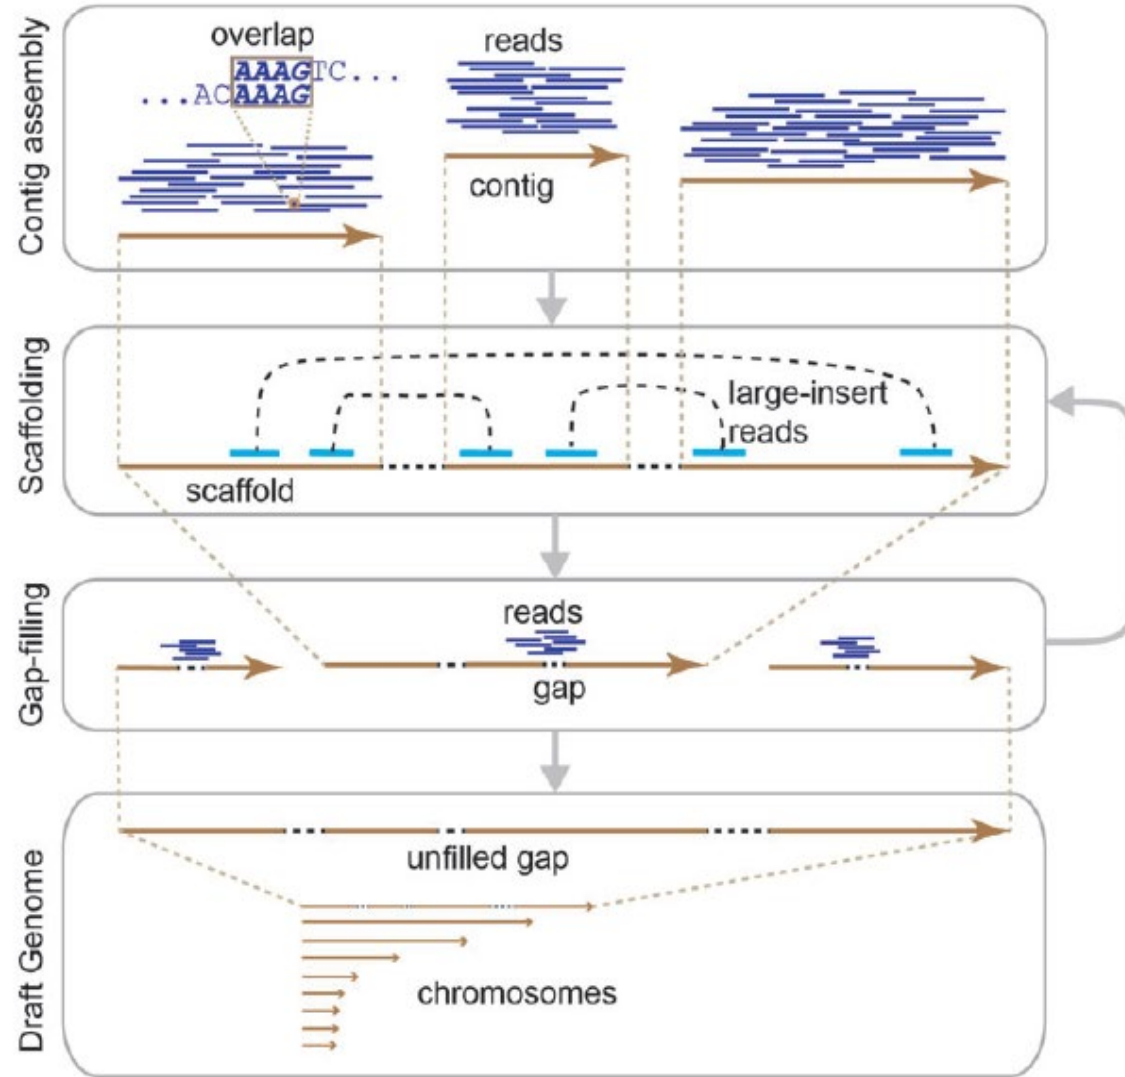 Contig asssembly
overlap
AAAGTC...
...ACAAAG
reads
contig
Scaffolding
large-insert
reads
scaffold
Gap-filling
reads
gap
Draft Genome
unfilled gap
chromosomes